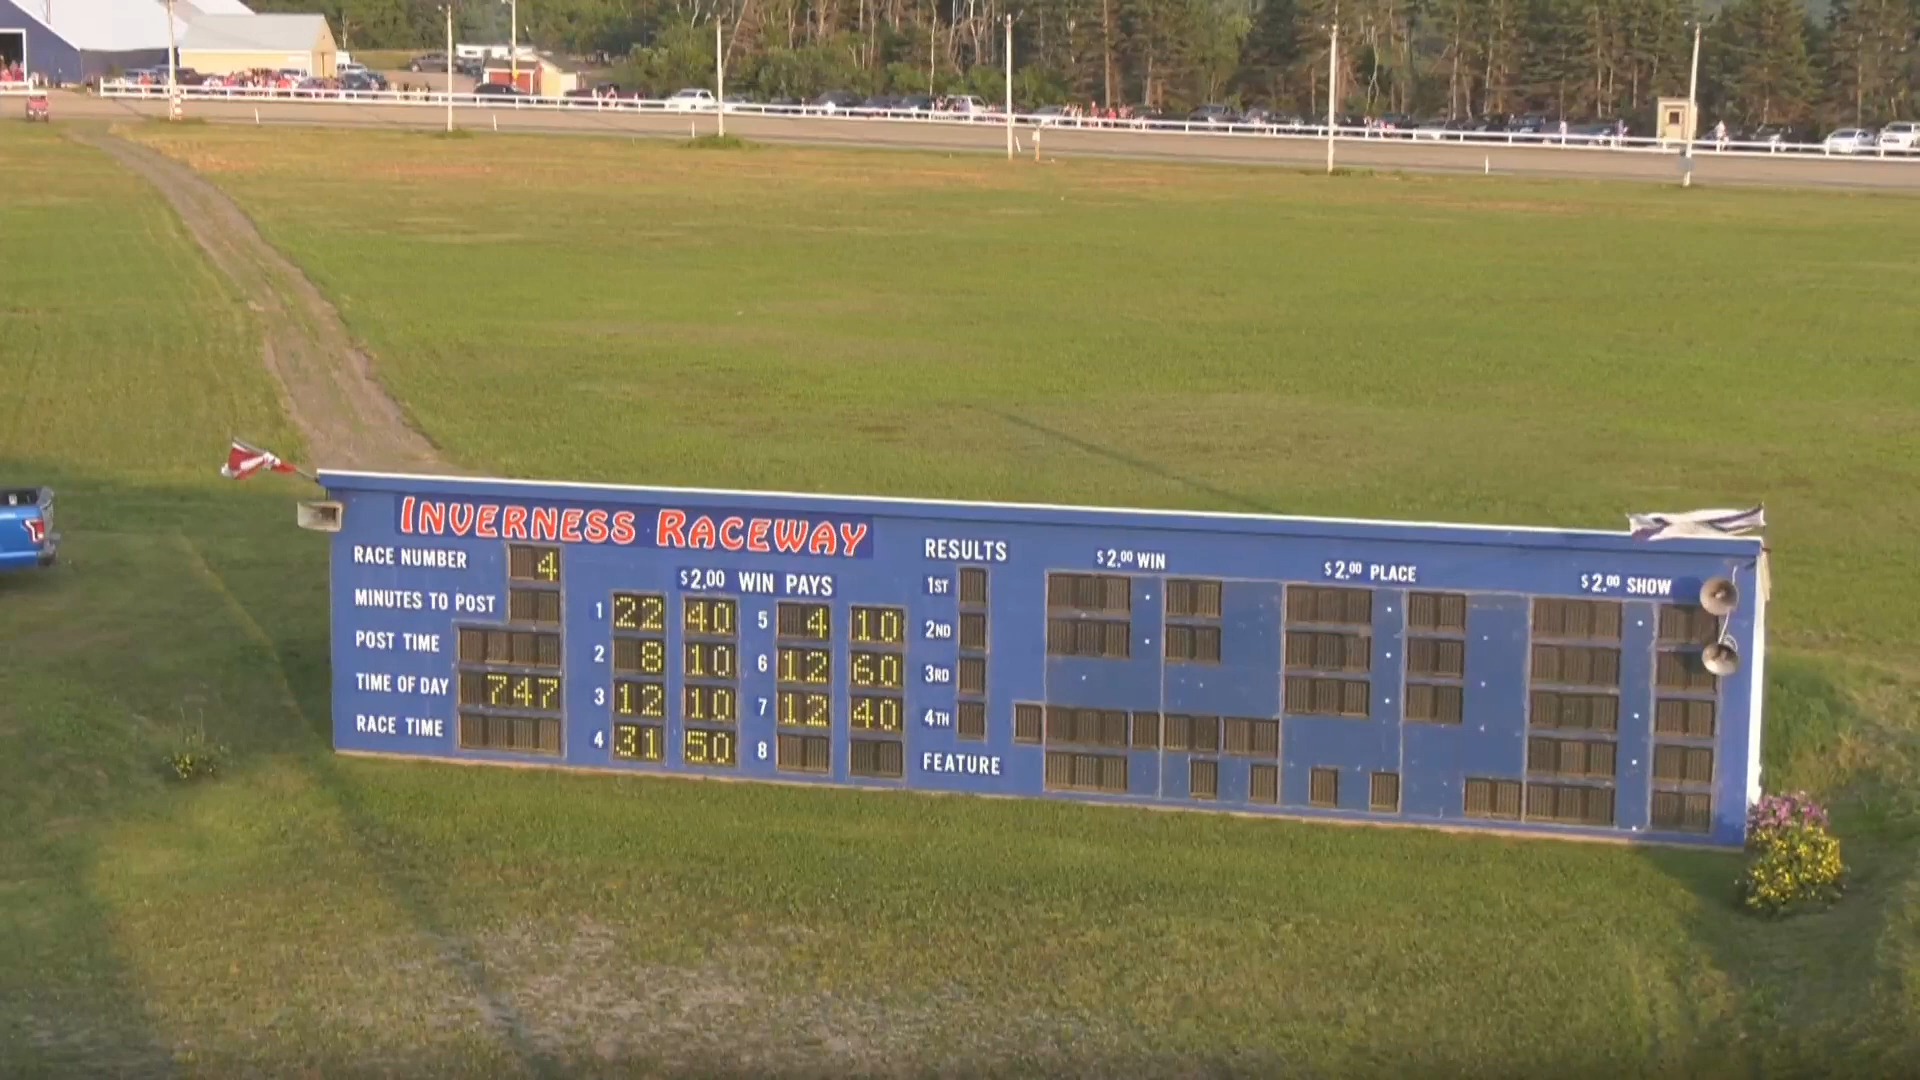 INVERNESS RACEWAY
RACE NUMBER 4
MINUTES TO POST
POST TIME
TIME OF DAY 747
RACE TIME
$2.00 WIN PAYS
1 22 40 5 4 10
2 8 10 6 12 60
3 12 10 7 12 40
4 31 50 8
RESULTS $2.00 WIN $2.00 PLACE $2.00 SHOW
1ST
2ND
3RD
4TH
FEATURE